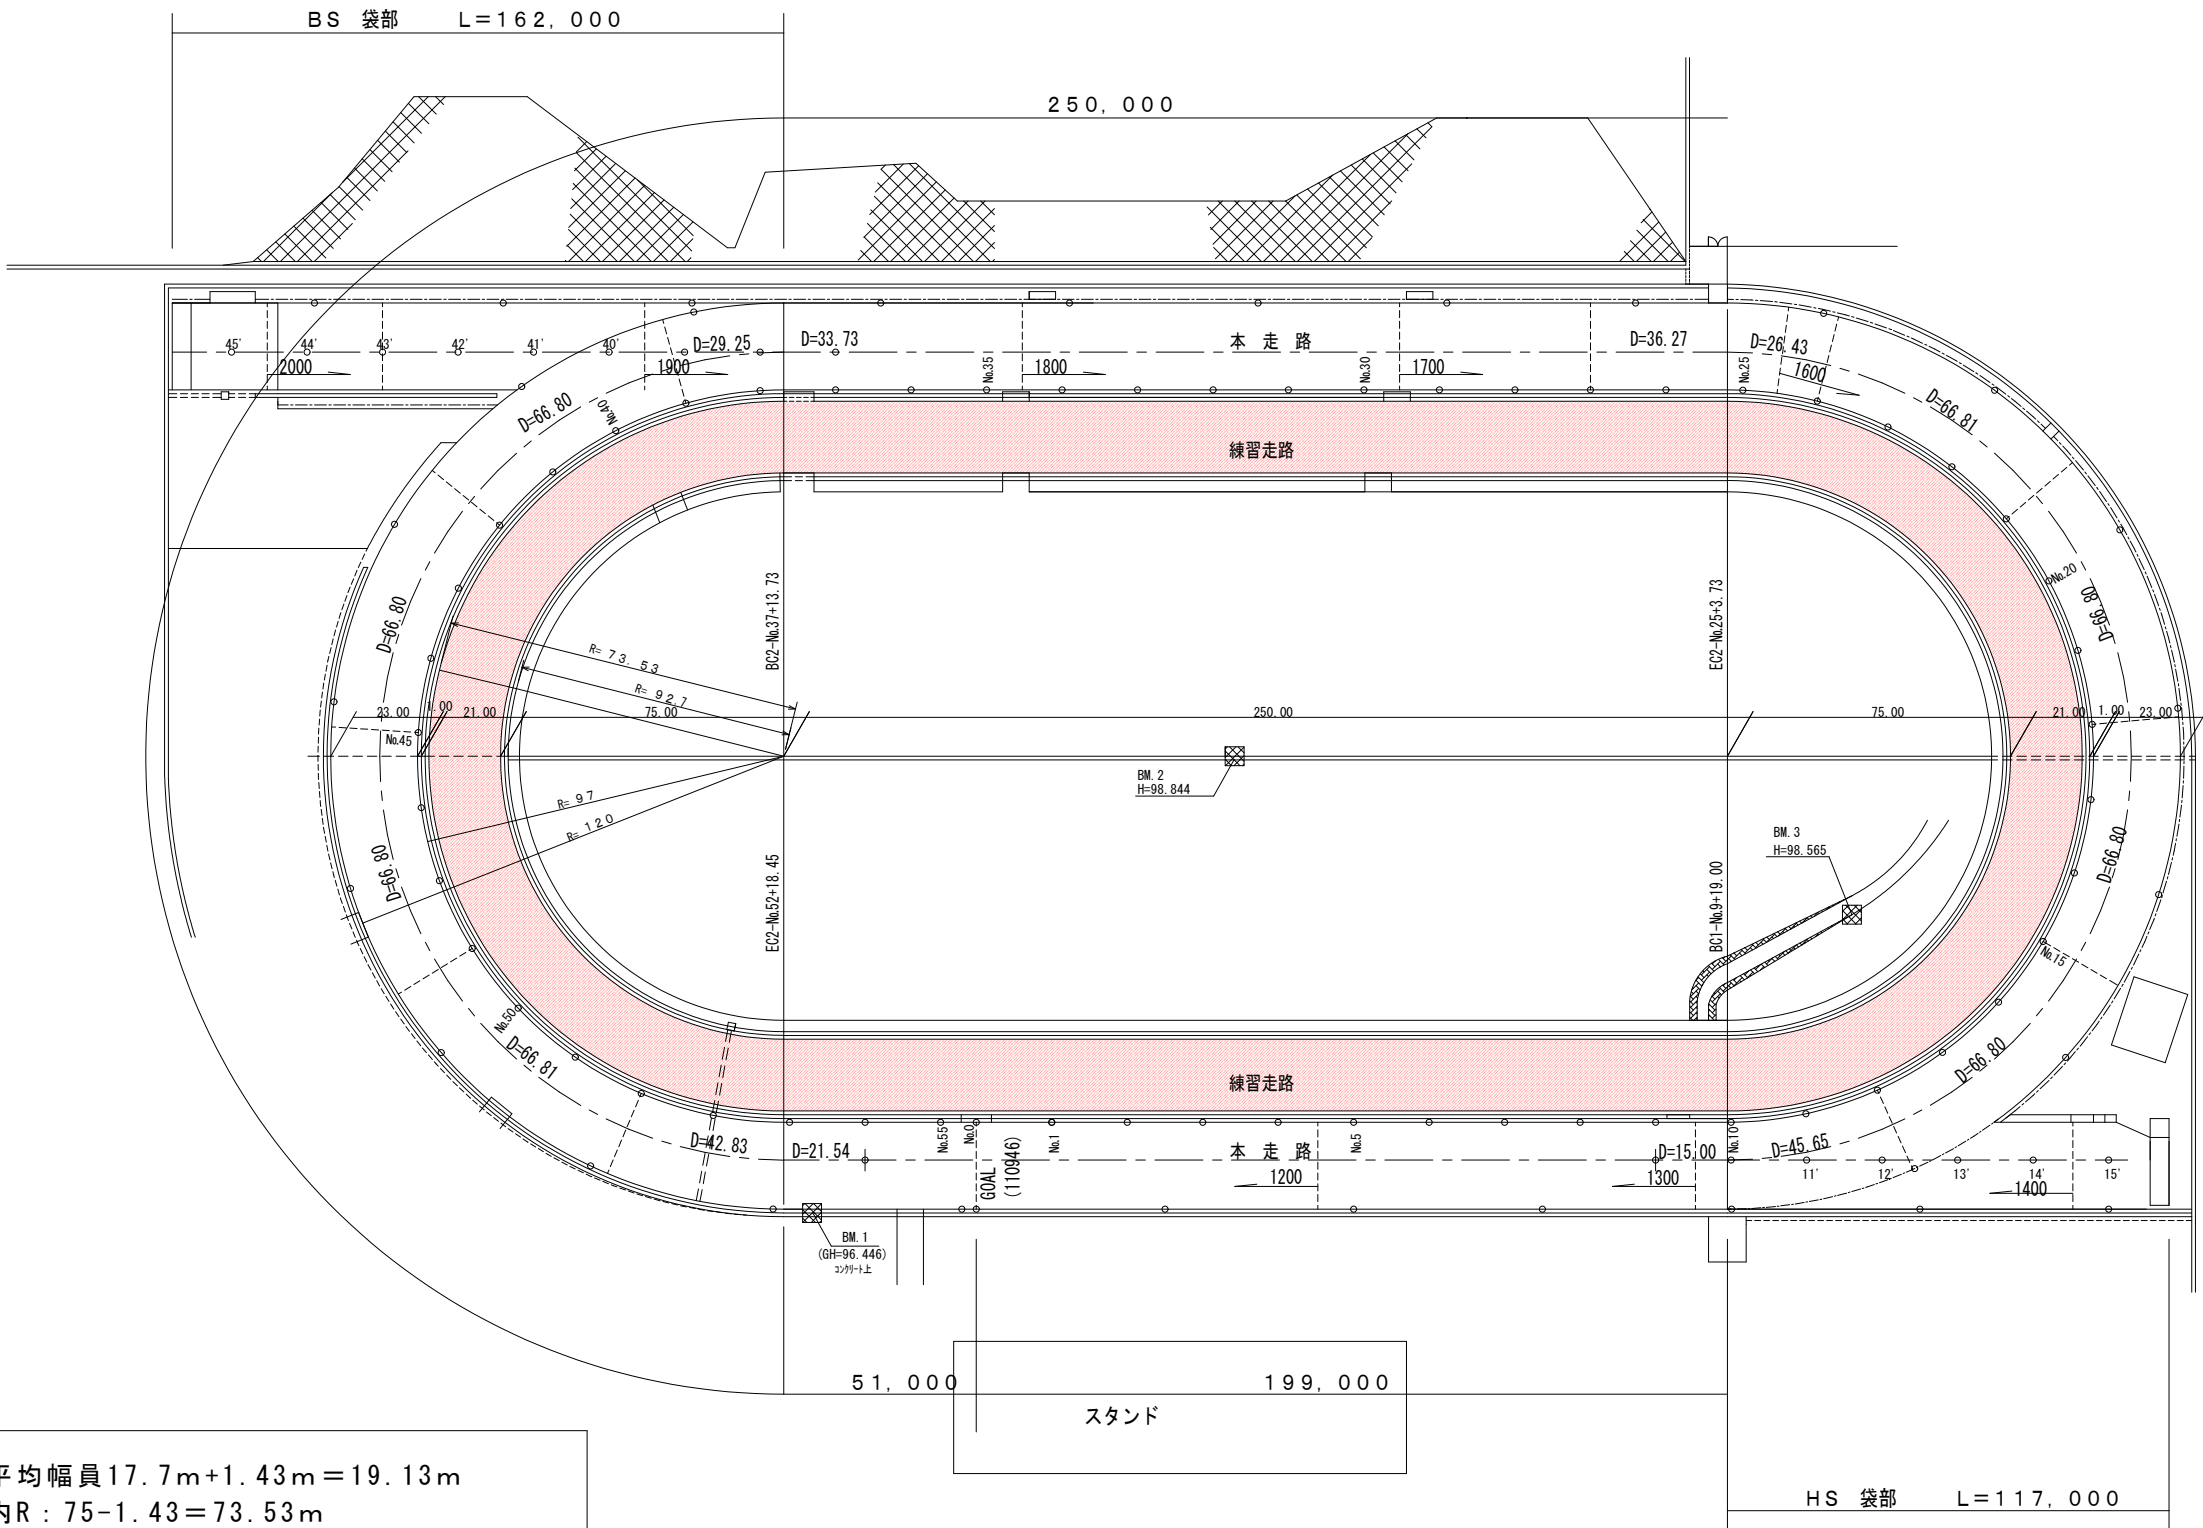 BS 袋部 L=162,000
250,000
45'
44'
43'
42'
41'
40'
D=29.25
D=33.73
本走路
D=36.27
D=26.43
2000
1900
No.35
1800
No.30
1700
No.25
1600
D=66.80
No.40
D=66.81
練習走路
D=66.80
BC2-No.37+13.73
EC2-No.25+3.73
No.20
D=66.80
R=73.53
R=92.7
23.00
1.00
21.00
75.00
250.00
75.00
21.00
1.00
23.00
No.45
BM.2
H=98.844
R=97
R=120
BM.3
H=98.565
D=66.80
EC2-No.52+18.45
BC1-No.9+19.00
D=66.80
No.15
No.50
D=66.81
D=66.80
練習走路
D=42.83
D=21.54
No.55
No.0
GOAL
(110946)
No.1
本走路
No.5
D=15.00
No.10
D=45.65
11'
12'
13'
14'
15'
1200
1300
1400
BM.1
(GH=96.446)
コンクリート上
51,000
199,000
スタンド
平均幅員17.7m+1.43m=19.13m
内R:75-1.43=73.53m
HS 袋部 L=117,000